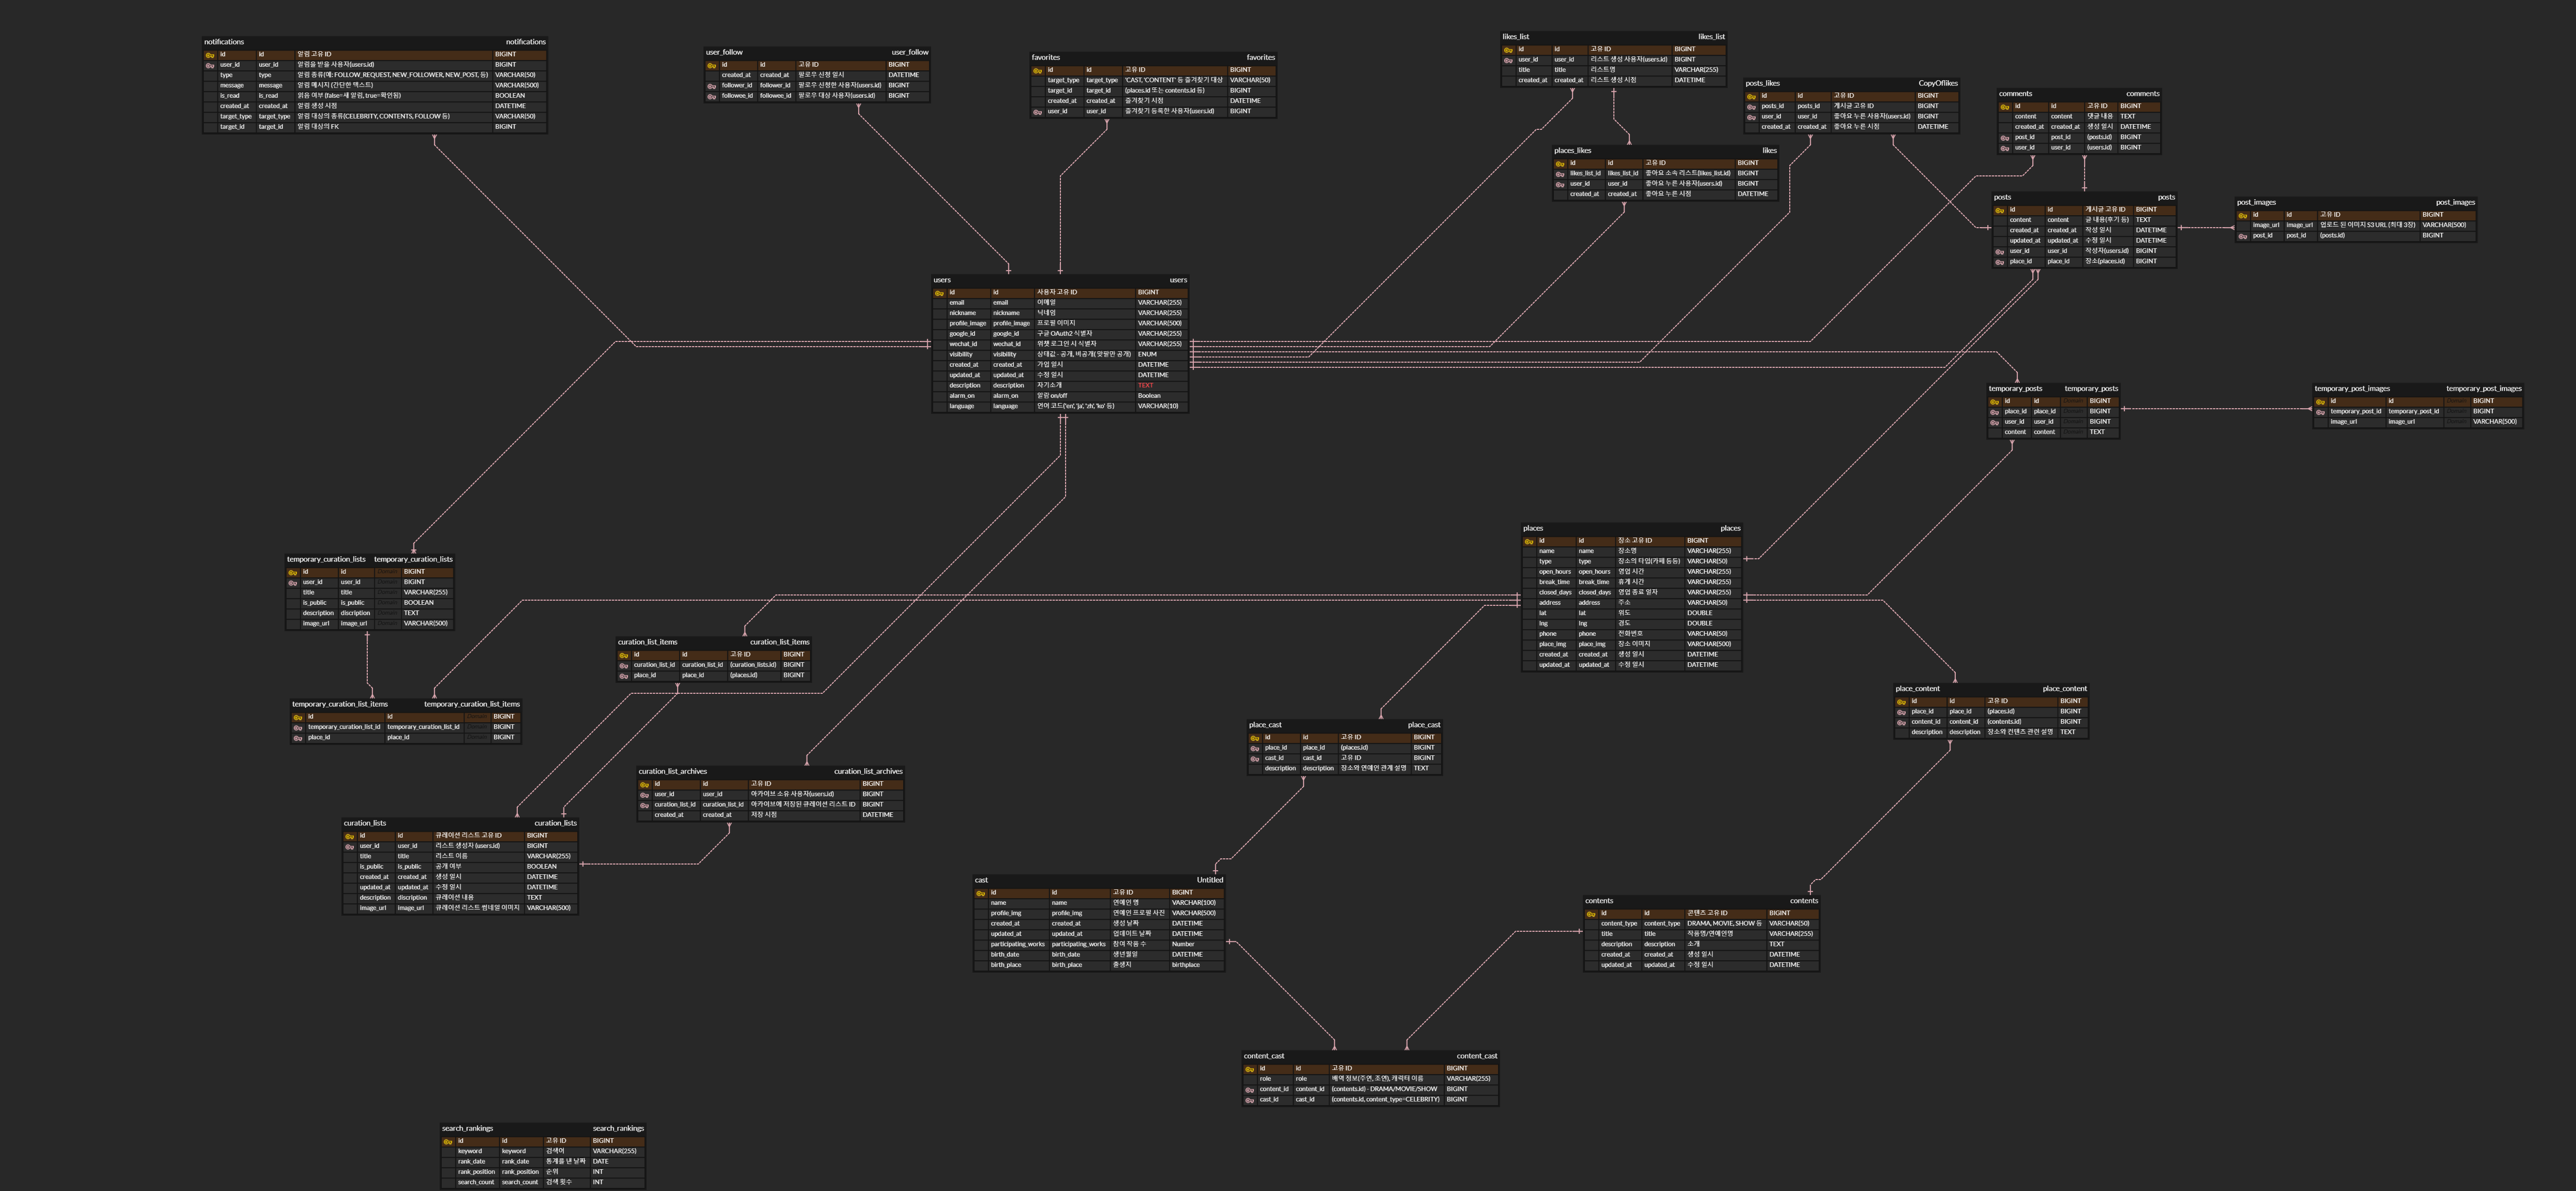 notifications notifications
id id 알림 고유 ID BIGINT
user_id user_id 알림을 받을 사용자(users.id) BIGINT
type type 알림 종류(예: FOLLOW_REQUEST, NEW_FOLLOWER, NEW_POST, 등) VARCHAR(50)
message message 알림 메시지 (간단한 텍스트) VARCHAR(500)
is_read is_read 읽음 여부 (false=새 알림, true=확인됨) BOOLEAN
created_at created_at 알림 생성 시점 DATETIME
target_type target_type 알림 대상의 종류(CELEBRITY, CONTENTS, FOLLOW 등) VARCHAR(50)
target_id target_id 알림 대상의 FK BIGINT
user_follow user_follow
id id 고유 ID BIGINT
created_at created_at 팔로우 신청 일시 DATETIME
follower_id follower_id 팔로우 신청한 사용자(users.id) BIGINT
followee_id followee_id 팔로우 대상 사용자(users.id) BIGINT
favorites favorites
id id 고유 ID BIGINT
target_type target_type 'CAST, 'CONTENT' 등 즐겨찾기 대상 VARCHAR(50)
target_id target_id (places.id 또는 contents.id 등) BIGINT
created_at created_at 즐겨찾기 시점 DATETIME
user_id user_id 즐겨찾기 등록한 사용자(users.id) BIGINT
likes_list likes_list
id id 고유 ID BIGINT
user_id user_id 리스트 생성 사용자(users.id) BIGINT
title title 리스트명 VARCHAR(255)
created_at created_at 리스트 생성 시점 DATETIME
posts_likes CopyOflikes
id id 고유 ID BIGINT
posts_id posts_id 게시글 고유 ID BIGINT
user_id user_id 좋아요 누른 사용자(users.id) BIGINT
created_at created_at 좋아요 누른 시점 DATETIME
comments comments
id id 고유 ID BIGINT
content content 댓글 내용 TEXT
created_at created_at 생성 일시 DATETIME
post_id post_id (posts.id) BIGINT
user_id user_id (users.id) BIGINT
places_likes likes
id id 고유 ID BIGINT
likes_list_id likes_list_id 좋아요 소속 리스트(likes_list.id) BIGINT
user_id user_id 좋아요 누른 사용자(users.id) BIGINT
created_at created_at 좋아요 누른 시점 DATETIME
posts posts
id id 게시글 고유 ID BIGINT
content content 글 내용(후기 등) TEXT
created_at created_at 작성 일시 DATETIME
updated_at updated_at 수정 일시 DATETIME
user_id user_id 작성자(users.id) BIGINT
place_id place_id 장소(places.id) BIGINT
post_images post_images
id id 고유 ID BIGINT
image_url image_url 업로드 된 이미지 S3 URL (최대 3장) VARCHAR(500)
post_id post_id (posts.id) BIGINT
users users
id id 사용자 고유 ID BIGINT
email email 이메일 VARCHAR(255)
nickname nickname 닉네임 VARCHAR(255)
profile_image profile_image 프로필 이미지 VARCHAR(500)
google_id google_id 구글 OAuth2 식별자 VARCHAR(255)
wechat_id wechat_id 위챗 로그인 시 식별자 VARCHAR(255)
visibility visibility 상태값 - 공개, 비공개( 맞팔만 공개) ENUM
created_at created_at 가입 일시 DATETIME
updated_at updated_at 수정 일시 DATETIME
description description 자기소개 TEXT
alarm_on alarm_on 알림 on/off Boolean
language language 언어 코드('en', 'ja', 'zh', 'ko' 등) VARCHAR(10)
temporary_posts temporary_posts
id id Domain BIGINT
place_id place_id Domain BIGINT
user_id user_id Domain BIGINT
content content Domain TEXT
temporary_post_images temporary_post_images
id id Domain BIGINT
temporary_post_id temporary_post_id Domain BIGINT
image_url image_url Domain VARCHAR(500)
places places
id id 장소 고유 ID BIGINT
name name 장소명 VARCHAR(255)
type type 장소의 타입(카페 등등) VARCHAR(50)
open_hours open_hours 영업 시간 VARCHAR(255)
break_time break_time 휴게 시간 VARCHAR(255)
closed_days closed_days 영업 종료 일자 VARCHAR(255)
address address 주소 VARCHAR(50)
lat lat 위도 DOUBLE
lng lng 경도 DOUBLE
phone phone 전화번호 VARCHAR(50)
place_img place_img 장소 이미지 VARCHAR(500)
created_at created_at 생성 일시 DATETIME
updated_at updated_at 수정 일시 DATETIME
temporary_curation_lists temporary_curation_lists
id id Domain BIGINT
user_id user_id Domain BIGINT
title title Domain VARCHAR(255)
is_public is_public Domain BOOLEAN
description discription Domain TEXT
image_url image_url Domain VARCHAR(500)
curation_list_items curation_list_items
id id 고유 ID BIGINT
curation_list_id curation_list_id (curation_lists.id) BIGINT
place_id place_id (places.id) BIGINT
temporary_curation_list_items temporary_curation_list_items
id id Domain BIGINT
temporary_curation_list_id temporary_curation_list_id Domain BIGINT
place_id place_id Domain BIGINT
place_content place_content
id id 고유 ID BIGINT
place_id place_id (places.id) BIGINT
content_id content_id (contents.id) BIGINT
description description 장소와 컨텐츠 관련 설명 TEXT
place_cast place_cast
id id 고유 ID BIGINT
place_id place_id (places.id) BIGINT
cast_id cast_id 고유 ID BIGINT
description description 장소와 연예인 관계 설명 TEXT
curation_list_archives curation_list_archives
id id 고유 ID BIGINT
user_id user_id 아카이브 소유 사용자(users.id) BIGINT
curation_list_id curation_list_id 아카이브에 저장된 큐레이션 리스트 ID BIGINT
created_at created_at 저장 시점 DATETIME
curation_lists curation_lists
id id 큐레이션 리스트 고유 ID BIGINT
user_id user_id 리스트 생성자 (users.id) BIGINT
title title 리스트 이름 VARCHAR(255)
is_public is_public 공개 여부 BOOLEAN
created_at created_at 생성 일시 DATETIME
updated_at updated_at 수정 일시 DATETIME
description discription 큐레이션 내용 TEXT
image_url image_url 큐레이션 리스트 썸네일 이미지 VARCHAR(500)
cast Untitled
id id 고유 ID BIGINT
name name 연예인 명 VARCHAR(100)
profile_img profile_img 연예인 프로필 사진 VARCHAR(500)
created_at created_at 생성 날짜 DATETIME
updated_at updated_at 업데이트 날짜 DATETIME
participating_works participating_works 참여 작품 수 Number
birth_date birth_date 생년월일 DATETIME
birth_place birth_place 출생지 birthplace
contents contents
id id 콘텐츠 고유 ID BIGINT
content_type content_type DRAMA, MOVIE, SHOW 등 VARCHAR(50)
title title 작품명/연예인명 VARCHAR(255)
description description 소개 TEXT
created_at created_at 생성 일시 DATETIME
updated_at updated_at 수정 일시 DATETIME
content_cast content_cast
id id 고유 ID BIGINT
role role 배역 정보(주연, 조연), 캐릭터 이름 VARCHAR(255)
content_id content_id (contents.id) - DRAMA/MOVIE/SHOW BIGINT
cast_id cast_id (contents.id, content_type=CELEBRITY) BIGINT
search_rankings search_rankings
id id 고유 ID BIGINT
keyword keyword 검색어 VARCHAR(255)
rank_date rank_date 통계를 낸 날짜 DATE
rank_position rank_position 순위 INT
search_count search_count 검색 횟수 INT